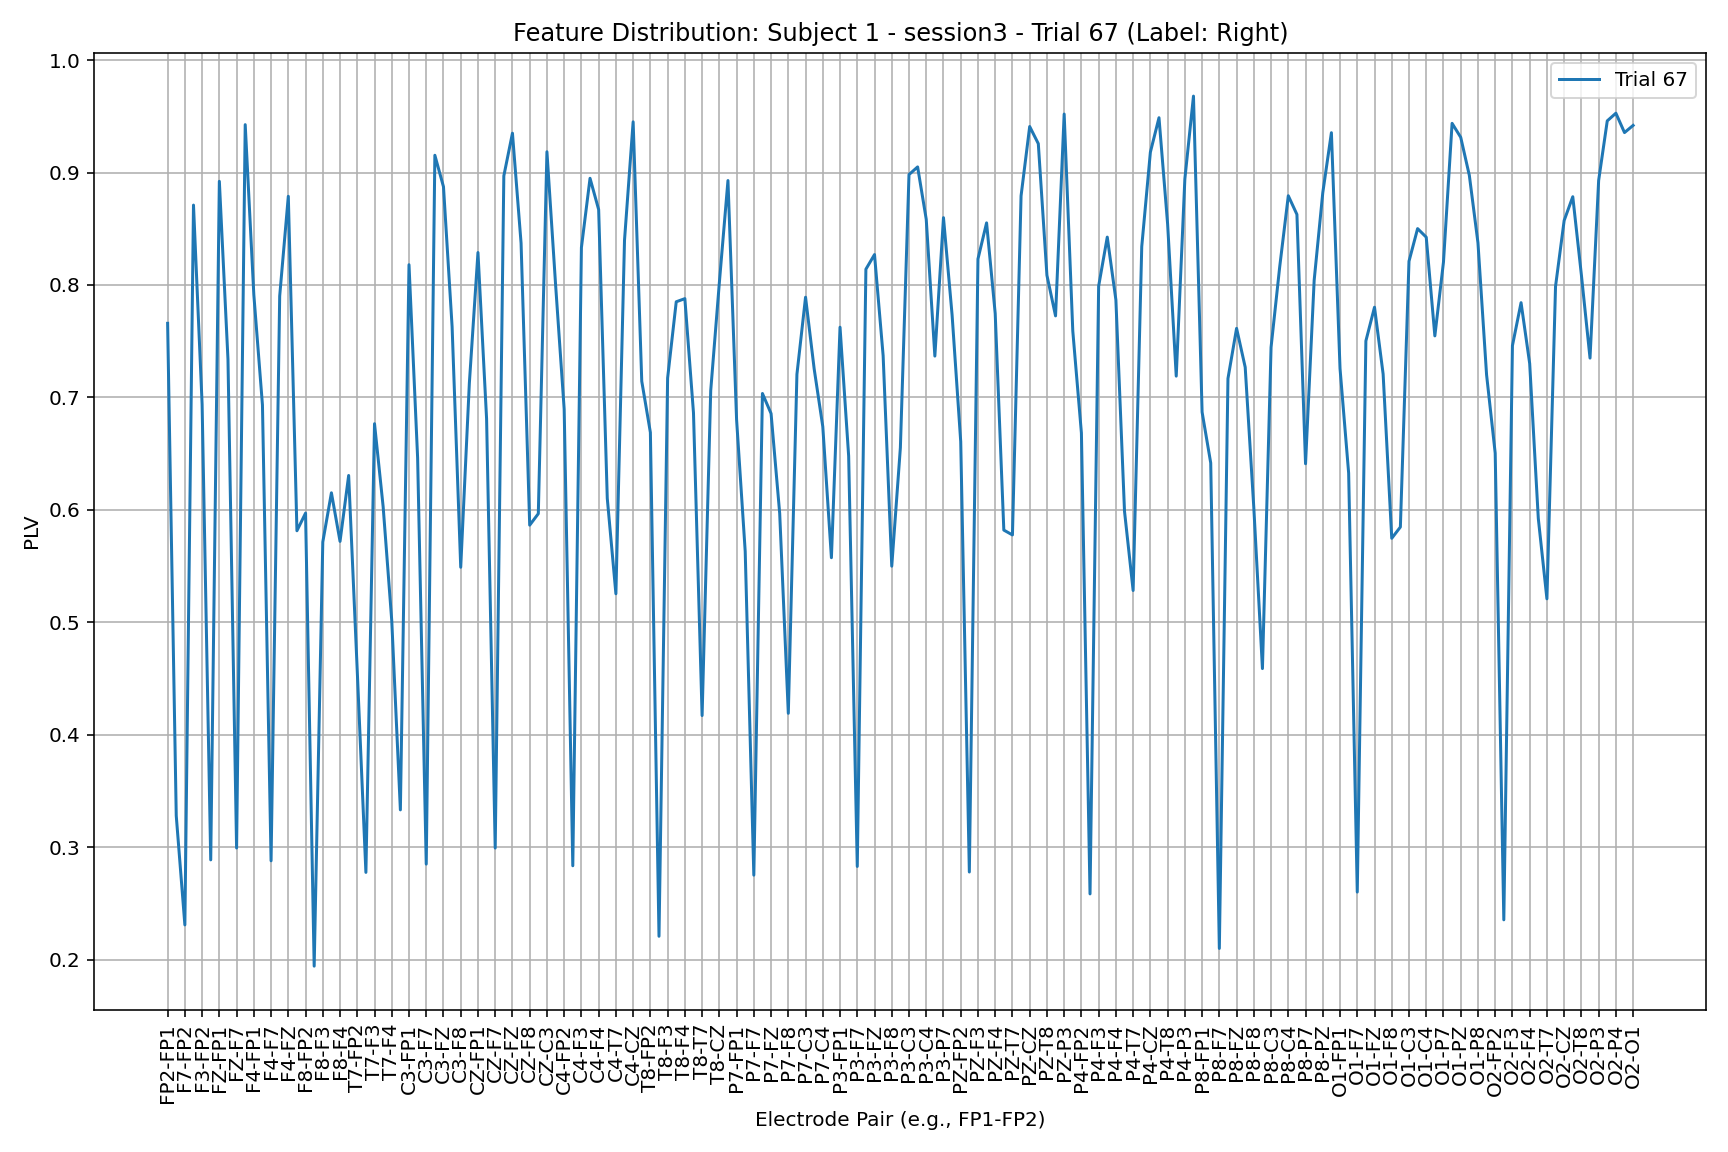 Feature Distribution: Subject 1 - session3 - Trial 67 (Label: Right)
Trial 67
1.0
0.9
0.8
0.7
0.6
0.5
0.4
0.3
0.2
PLV
FP2-FP1
F7-FP2
F3-FP2
FZ-FP1
FZ-F7
F4-FP1
F4-F7
F4-FZ
F8-FP2
F8-F3
F8-F4
T7-FP2
T7-F3
T7-F4
C3-FP1
C3-F7
C3-FZ
C3-F8
CZ-FP1
CZ-F7
CZ-FZ
CZ-F8
CZ-C3
C4-FP2
C4-F3
C4-F4
C4-T7
C4-CZ
T8-FP2
T8-F3
T8-F4
T8-T7
T8-CZ
P7-FP1
P7-F7
P7-FZ
P7-F8
P7-C3
P7-C4
P3-FP1
P3-F7
P3-FZ
P3-F8
P3-C3
P3-C4
P3-P7
PZ-FP2
PZ-F3
PZ-F4
PZ-T7
PZ-CZ
PZ-T8
PZ-P3
P4-FP2
P4-F3
P4-F4
P4-T7
P4-CZ
P4-T8
P4-P3
P8-FP1
P8-F7
P8-FZ
P8-F8
P8-C3
P8-C4
P8-P7
P8-PZ
O1-FP1
O1-F7
O1-FZ
O1-F8
O1-C3
O1-C4
O1-P7
O1-PZ
O1-P8
O2-FP2
O2-F3
O2-F4
O2-T7
O2-CZ
O2-T8
O2-P3
O2-P4
O2-O1
Electrode Pair (e.g., FP1-FP2)